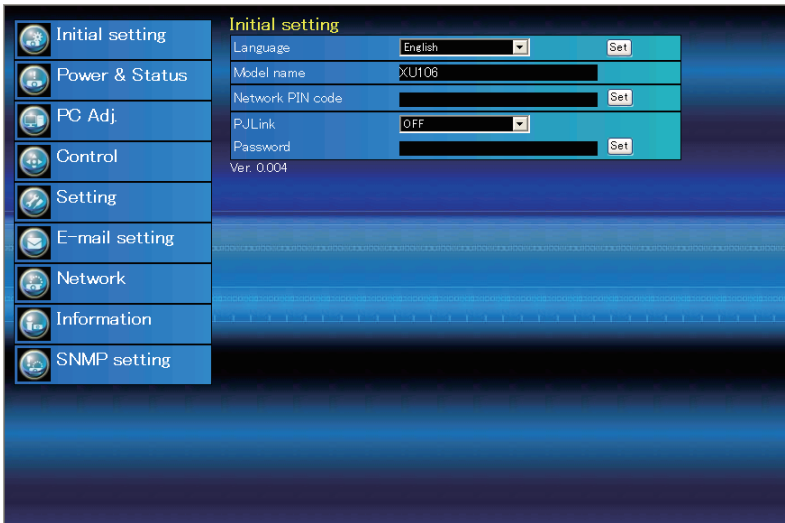 Initial setting
Power & Status
PC Adj.
Control
Setting
E-mail setting
Network
Information
SNMP setting
Initial setting
Language English Set
Model name XU106
Network PIN code Set
PJLink OFF
Password Set
Ver. 0.004